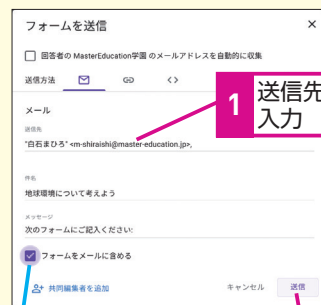 フォームを送信 ×
回答者の MasterEducation学園 のメールアドレスを自動的に収集
送信方法 <>
1 送信先
入力
メール
送信先
"白石まひろ" <m-shiraishi@master-education.jp>,
件名
地球環境について考えよう
メッセージ
次のフォームにご記入ください:
フォームをメールに含める
共同編集者を追加 キャンセル 送信